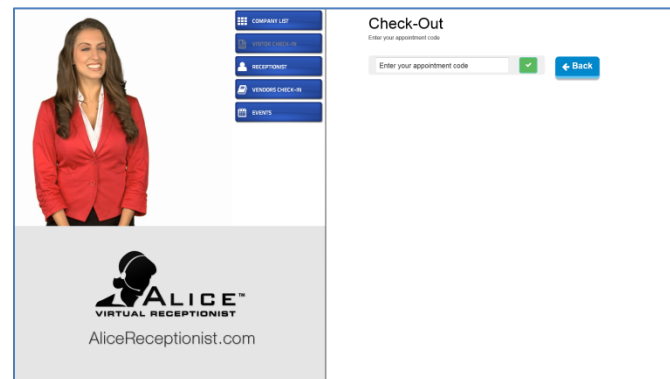 COMPANY LIST
VISITOR CHECK-IN
RECEPTIONIST
VENDORS CHECK-IN
EVENTS
ALICE™
VIRTUAL RECEPTIONIST
AliceReceptionist.com
Check-Out
Enter your appointment code
Enter your appointment code
Back